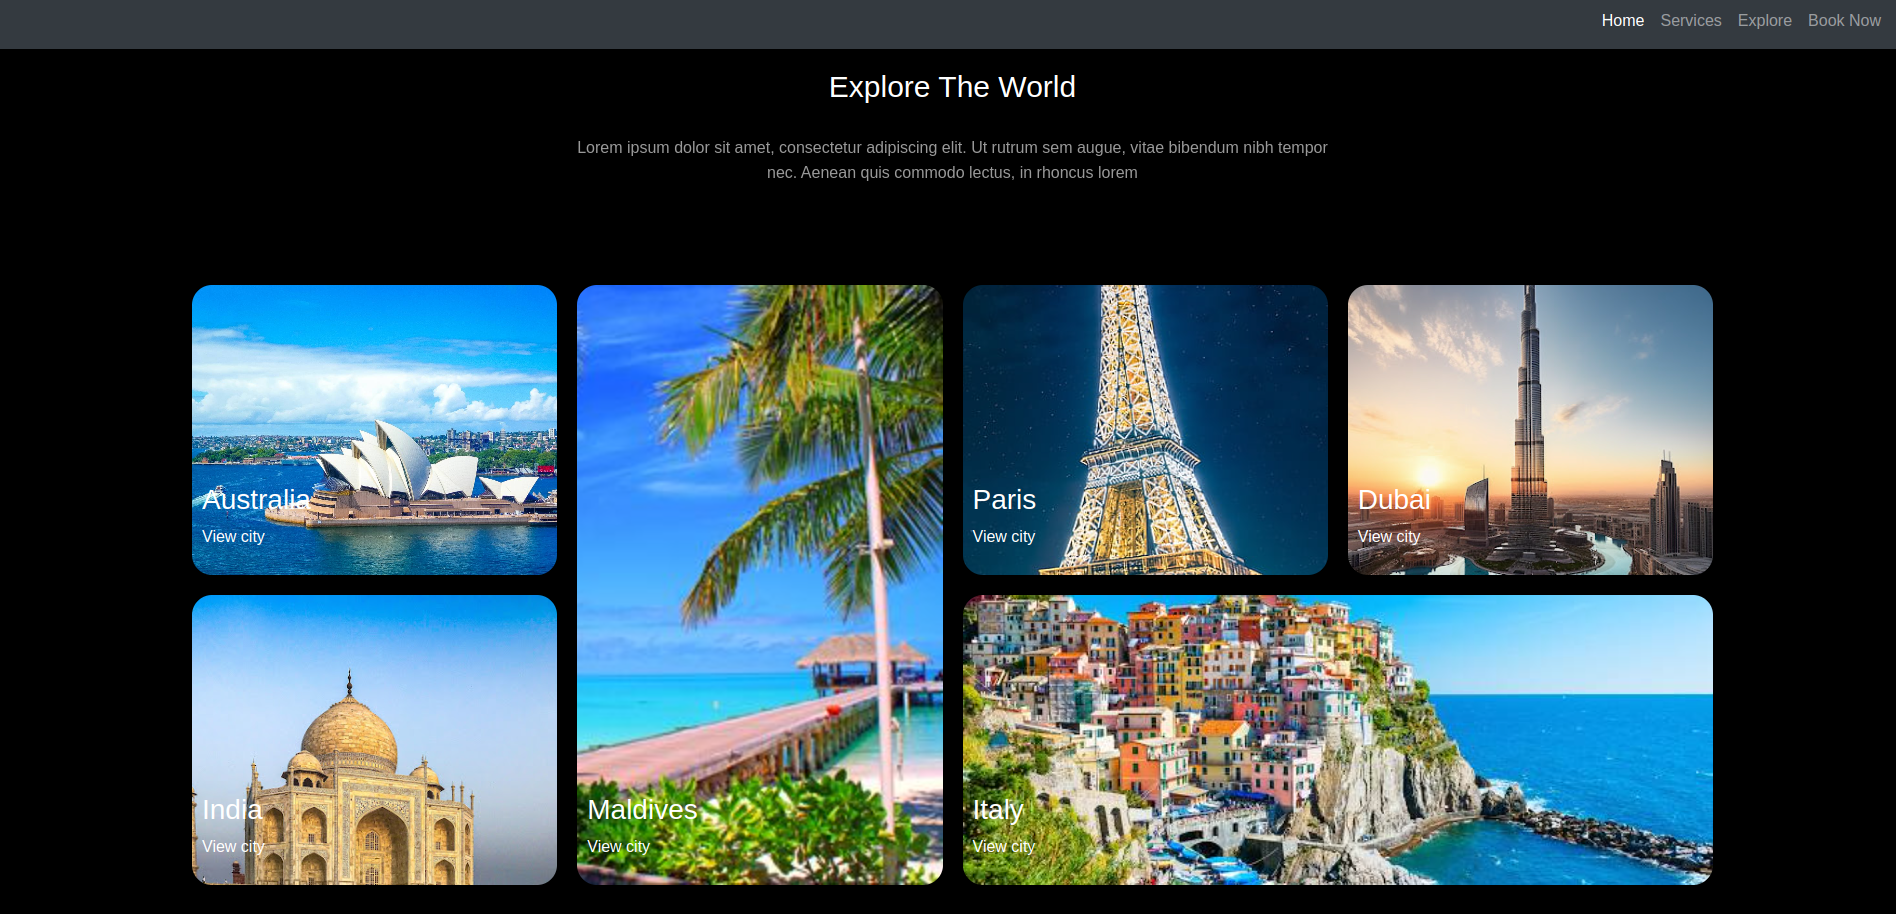 Home Services Explore Book Now
Explore The World
Lorem ipsum dolor sit amet, consectetur adipiscing elit. Ut rutrum sem augue, vitae bibendum nibh tempor
nec. Aenean quis commodo lectus, in rhoncus lorem
Australia
View city
Paris
View city
Dubai
View city
India
View city
Maldives
View city
Italy
View city